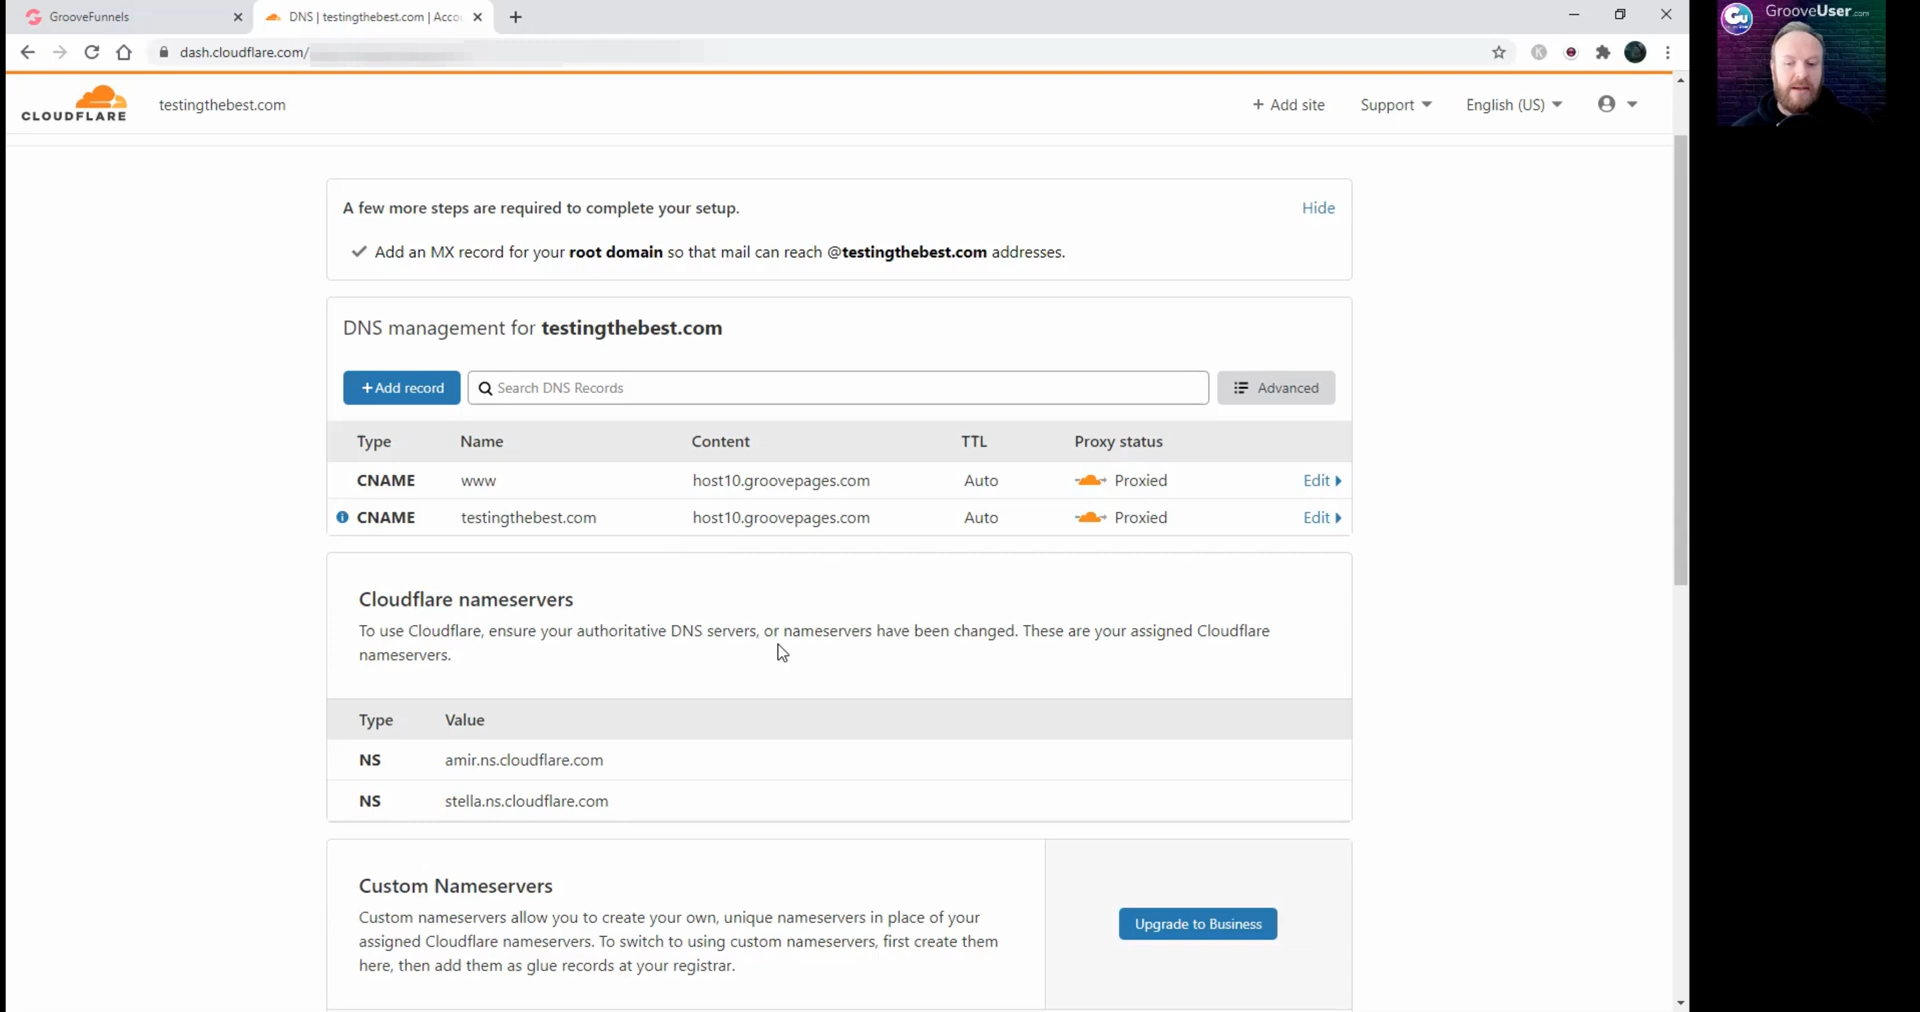 GrooveFunnels
DNS | testingthebest.com | Acco
dash.cloudflare.com/
GrooveUser.com
Gu
CLOUDFLARE
testingthebest.com
+ Add site
Support
English (US)
A few more steps are required to complete your setup.
Hide
Add an MX record for your root domain so that mail can reach @testingthebest.com addresses.
DNS management for testingthebest.com
+Add record
Search DNS Records
Advanced
Type Name Content TTL Proxy status
CNAME www host10.groovepages.com Auto Proxied Edit
CNAME testingthebest.com host10.groovepages.com Auto Proxied Edit
Cloudflare nameservers
To use Cloudflare, ensure your authoritative DNS servers, or nameservers have been changed. These are your assigned Cloudflare
nameservers.
Type Value
NS amir.ns.cloudflare.com
NS stella.ns.cloudflare.com
Custom Nameservers
Custom nameservers allow you to create your own, unique nameservers in place of your
assigned Cloudflare nameservers. To switch to using custom nameservers, first create them
here, then add them as glue records at your registrar.
Upgrade to Business